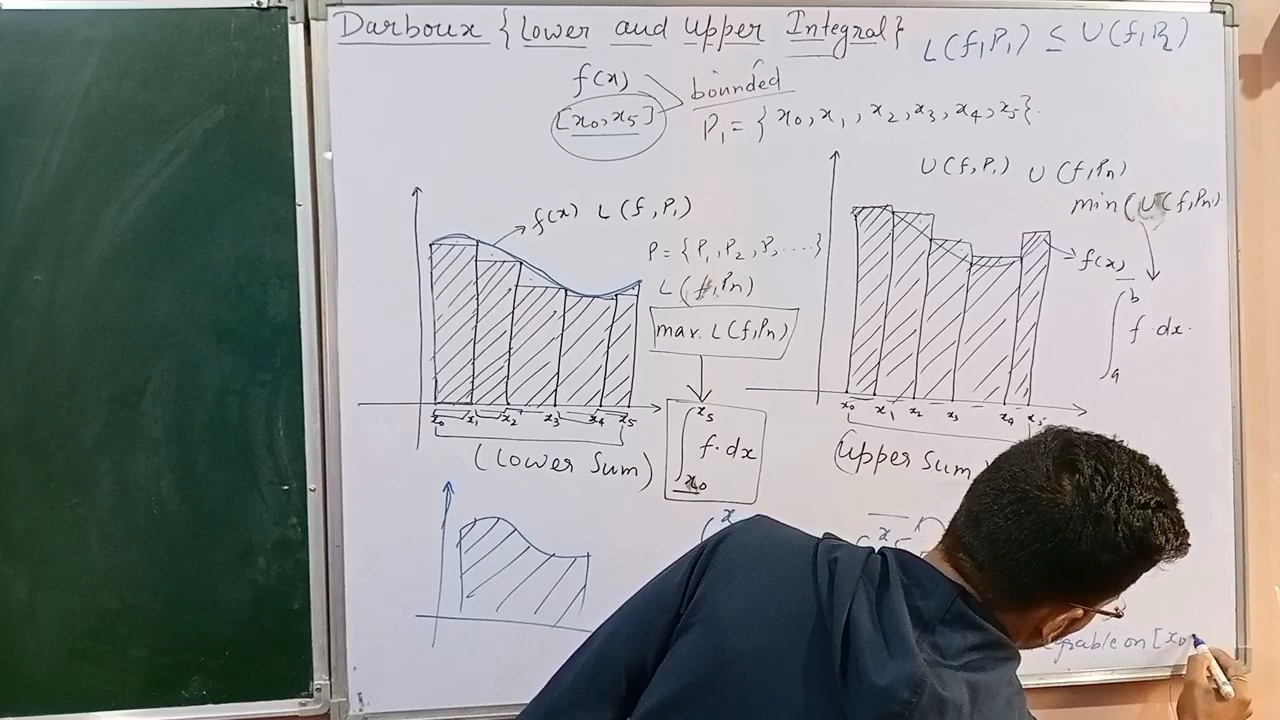 Darboux {Lower and Upper Integral}
L(f,P₁) ≤ U(f,P₂)
f(x)
[x₀,x₅]
bounded
P₁ = { x₀, x₁, x₂, x₃, x₄, x₅}.
f(x) L(f,P₁)
P = {P₁, P₂, P, ....}
L(f,Pn)
max. L(f,Pn)
∫ x₅ x₀ f·dx
x₀ x₁ x₂ x₃ x₄ x₅
(Lower Sum)
U(f,P₁) U(f,Pn)
min(U(f,Pn)
f(x)
∫ b a f·dx.
x₀ x₁ x₂ x₃ x₄ x₅
(Upper Sum
on [x₀